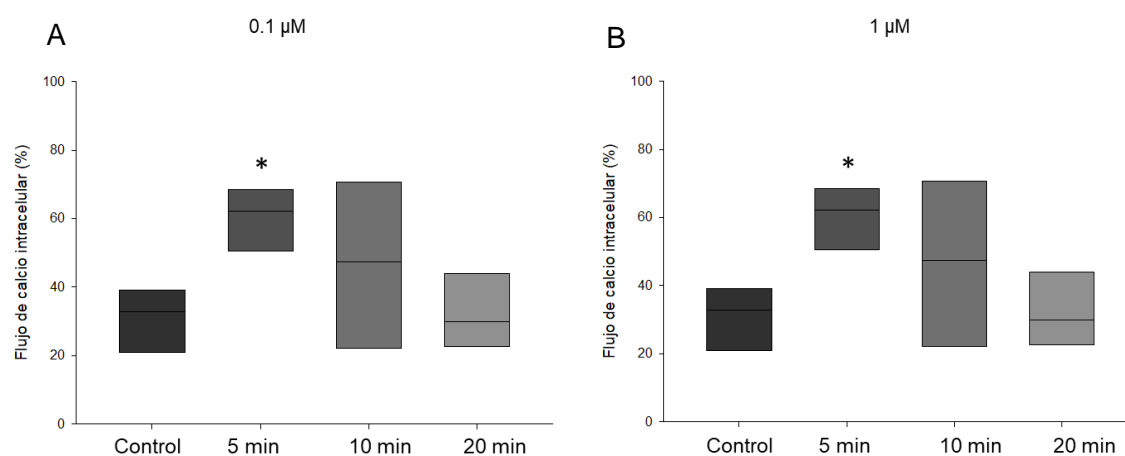 A
0.1 µM
Flujo de calcio intracelular (%)
100
80
60
40
20
0
*
Control
5 min
10 min
20 min
B
1 µM
Flujo de calcio intracelular (%)
100
80
60
40
20
0
*
Control
5 min
10 min
20 min